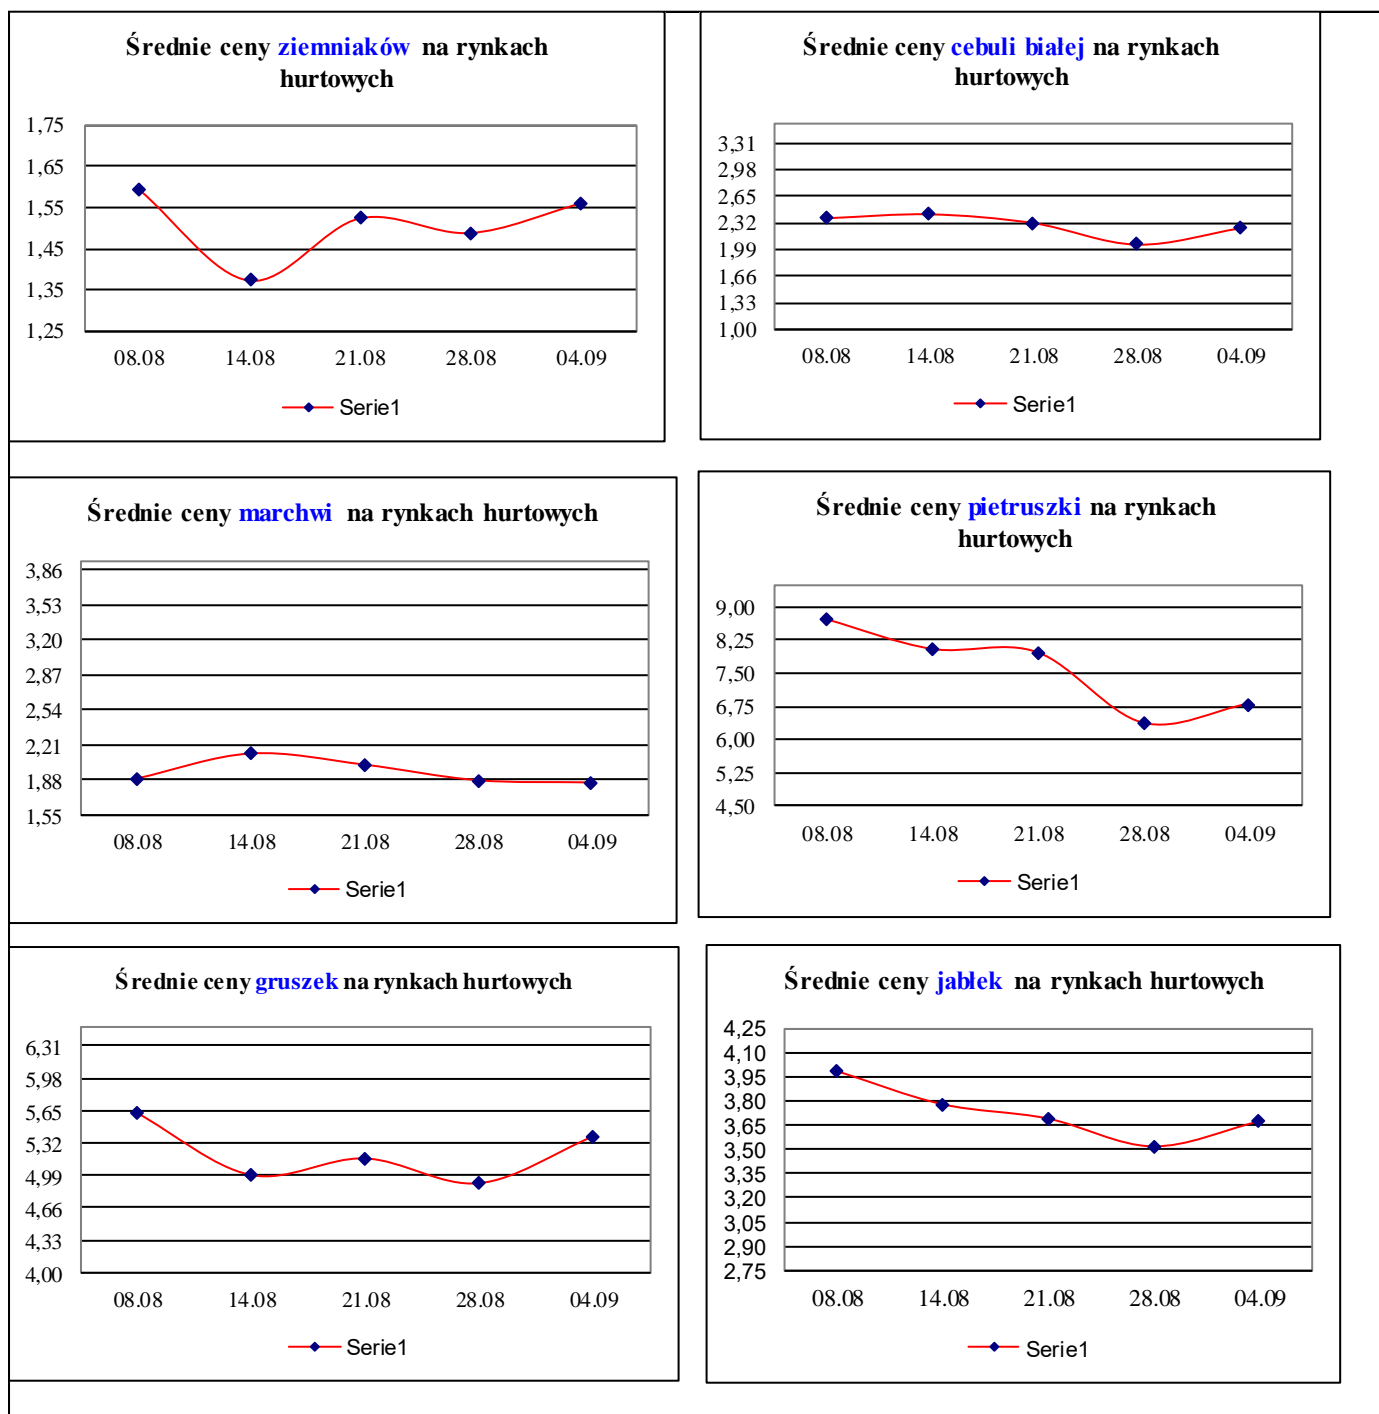 Średnie ceny ziemniaków na rynkach
hurtowych
1,75
1,65
1,55
1,45
1,35
1,25
08.08 14.08 21.08 28.08 04.09
Serie1
Średnie ceny cebuli białej na rynkach
hurtowych
3,31
2,98
2,65
2,32
1,99
1,66
1,33
1,00
08.08 14.08 21.08 28.08 04.09
Serie1
Średnie ceny marchwi na rynkach hurtowych
3,86
3,53
3,20
2,87
2,54
2,21
1,88
1,55
08.08 14.08 21.08 28.08 04.09
Serie1
Średnie ceny pietruszki na rynkach
hurtowych
9,00
8,25
7,50
6,75
6,00
5,25
4,50
08.08 14.08 21.08 28.08 04.09
Serie1
Średnie ceny gruszek na rynkach hurtowych
6,31
5,98
5,65
5,32
4,99
4,66
4,33
4,00
08.08 14.08 21.08 28.08 04.09
Serie1
Średnie ceny jabłek na rynkach hurtowych
4,25
4,10
3,95
3,80
3,65
3,50
3,35
3,20
3,05
2,90
2,75
08.08 14.08 21.08 28.08 04.09
Serie1